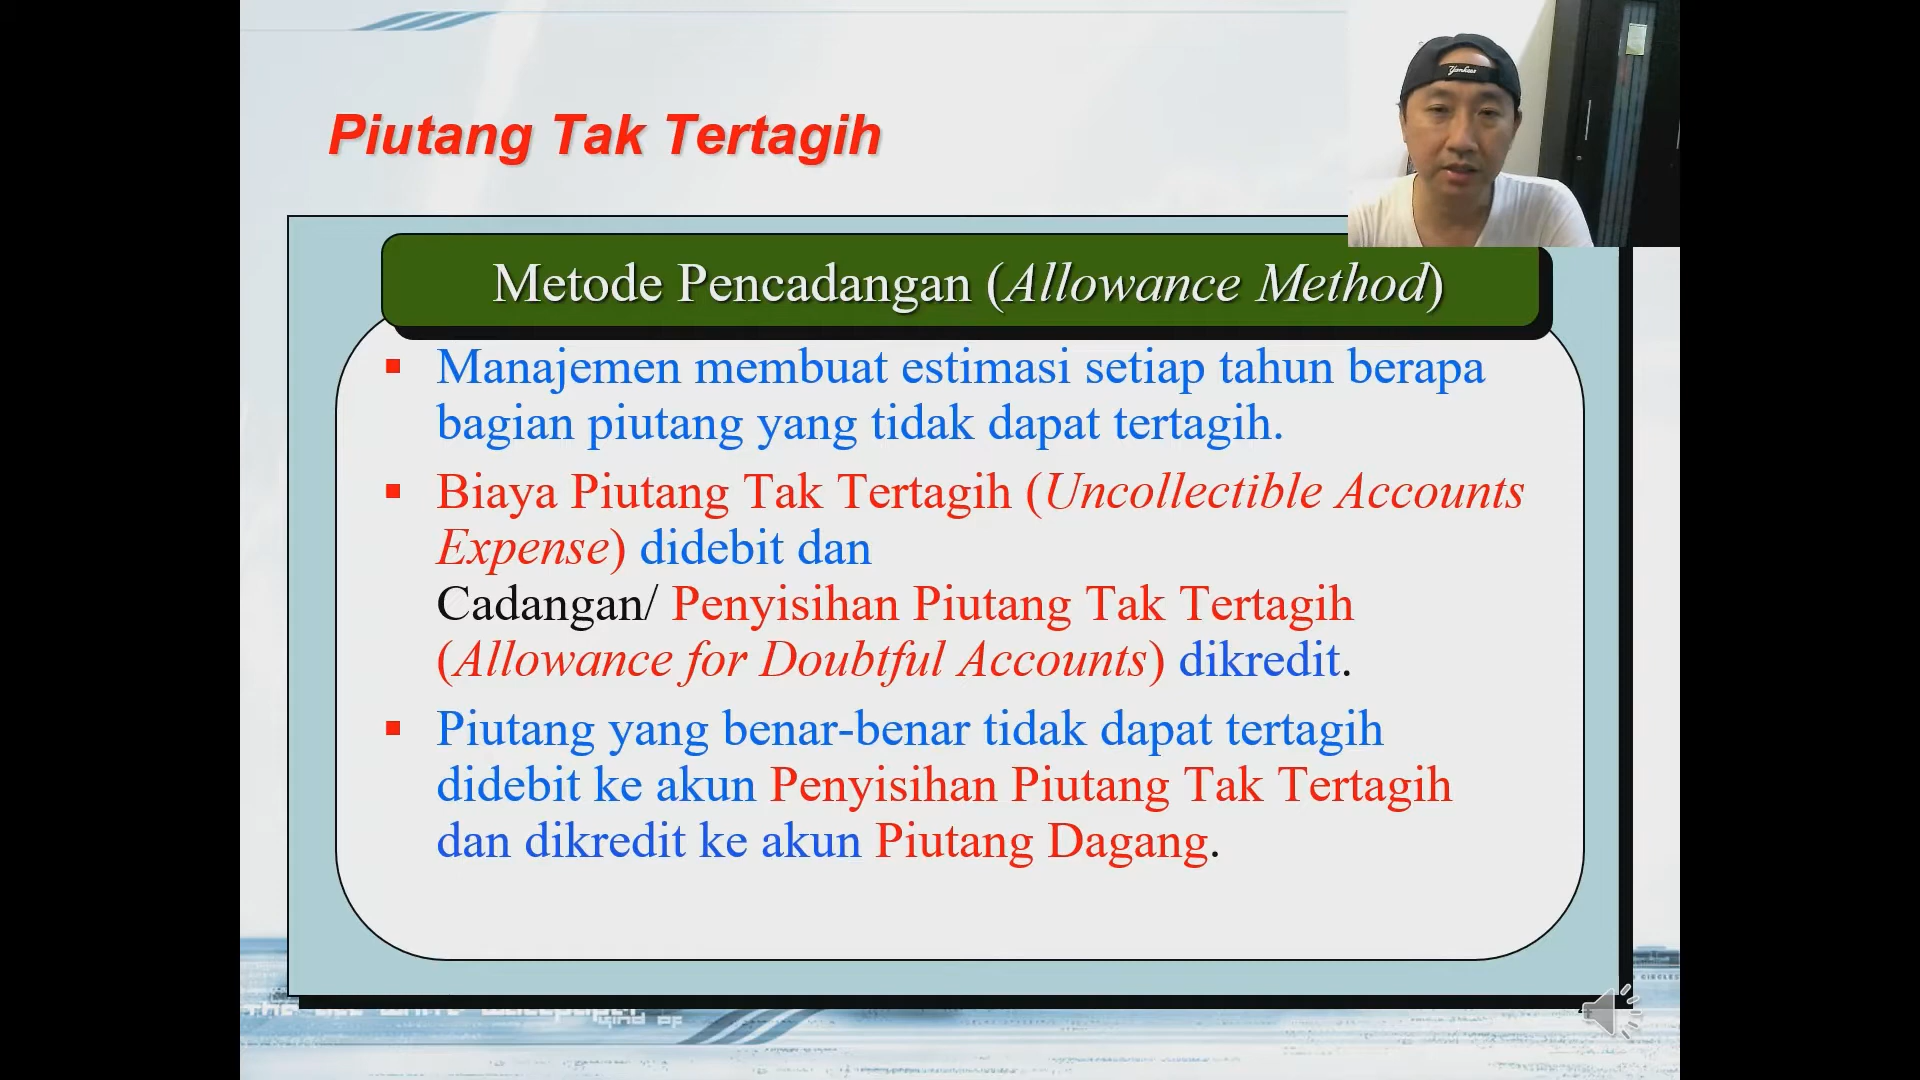 Piutang Tak Tertagih
Yankees
Metode Pencadangan (Allowance Method)
▪ Manajemen membuat estimasi setiap tahun berapa
bagian piutang yang tidak dapat tertagih.
▪ Biaya Piutang Tak Tertagih (Uncollectible Accounts
Expense) didebit dan
Cadangan/ Penyisihan Piutang Tak Tertagih
(Allowance for Doubtful Accounts) dikredit.
▪ Piutang yang benar-benar tidak dapat tertagih
didebit ke akun Penyisihan Piutang Tak Tertagih
dan dikredit ke akun Piutang Dagang.